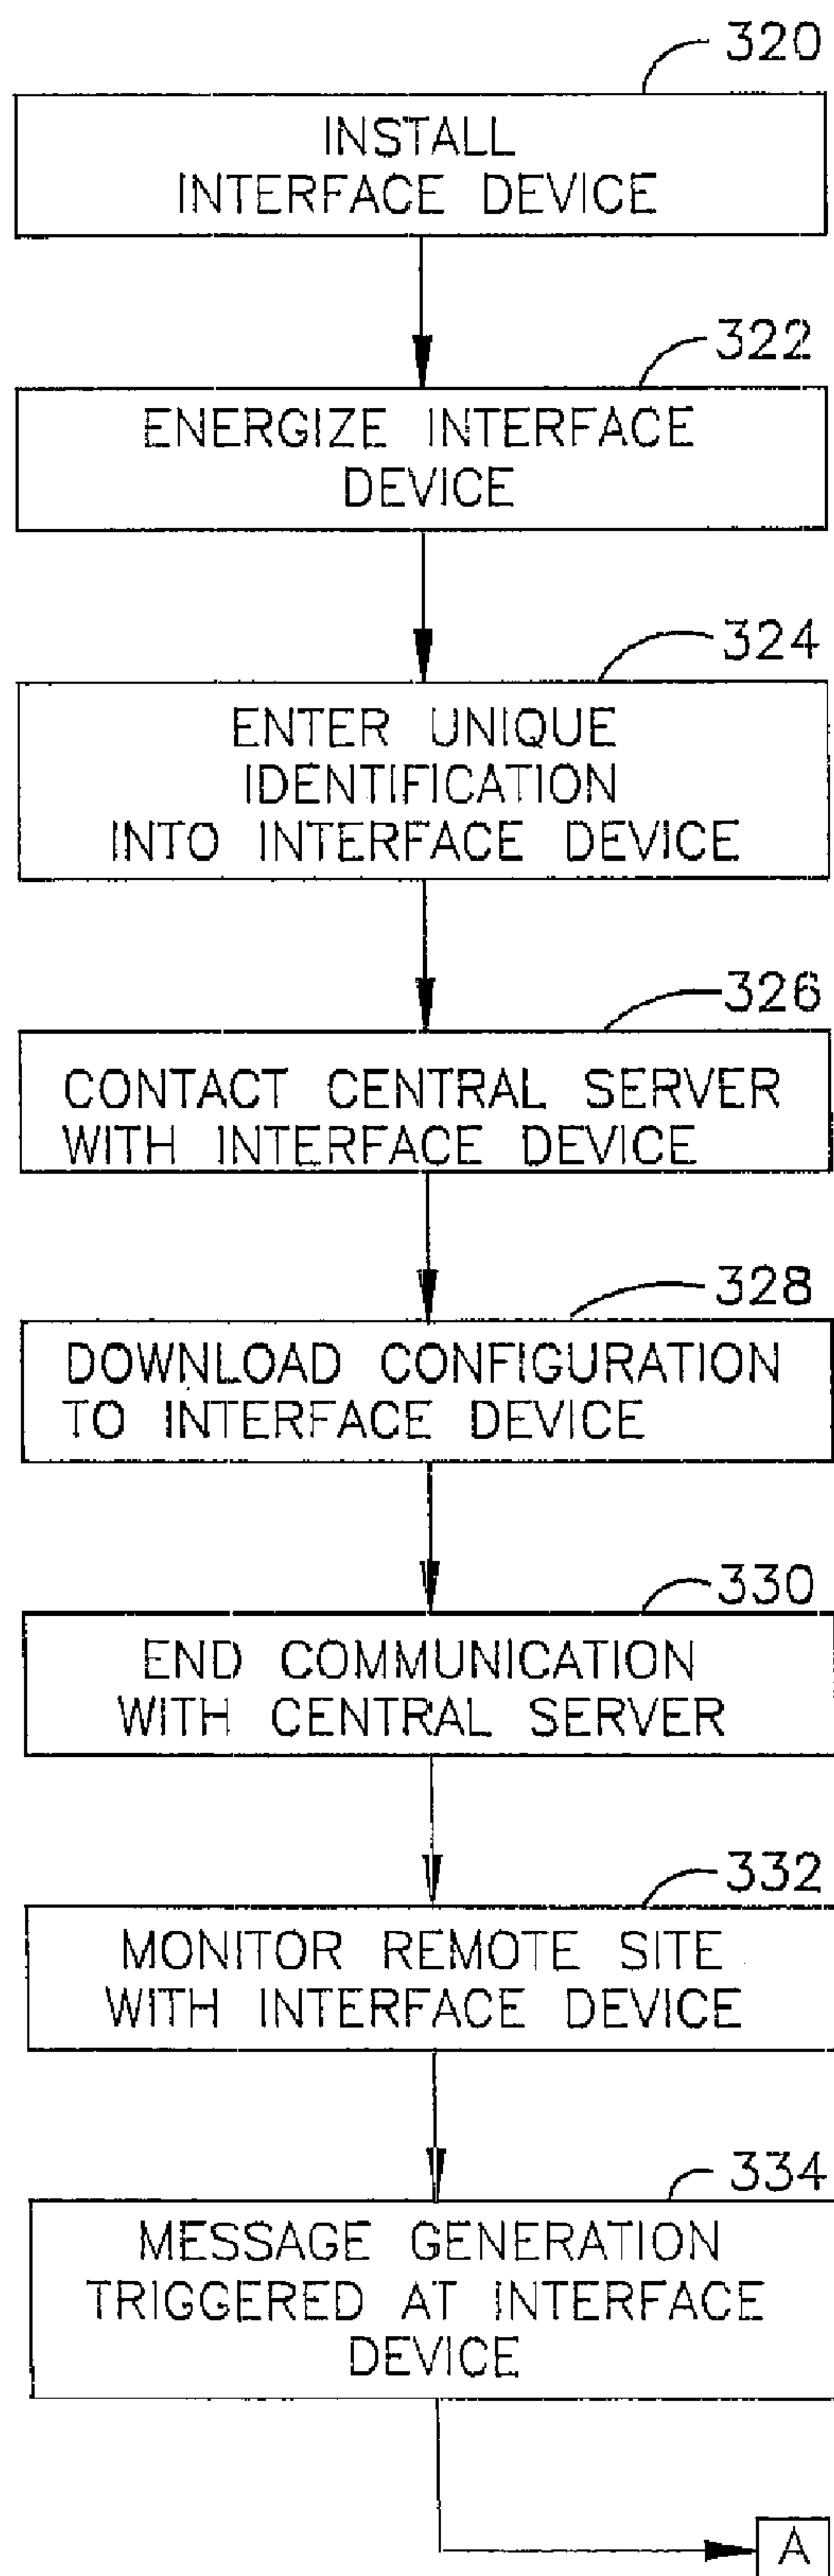 320
INSTALL
INTERFACE DEVICE
322
ENERGIZE INTERFACE
DEVICE
324
ENTER UNIQUE
IDENTIFICATION
INTO INTERFACE DEVICE
326
CONTACT CENTRAL SERVER
WITH INTERFACE DEVICE
328
DOWNLOAD CONFIGURATION
TO INTERFACE DEVICE
330
END COMMUNICATION
WITH CENTRAL SERVER
332
MONITOR REMOTE SITE
WITH INTERFACE DEVICE
334
MESSAGE GENERATION
TRIGGERED AT INTERFACE
DEVICE
A